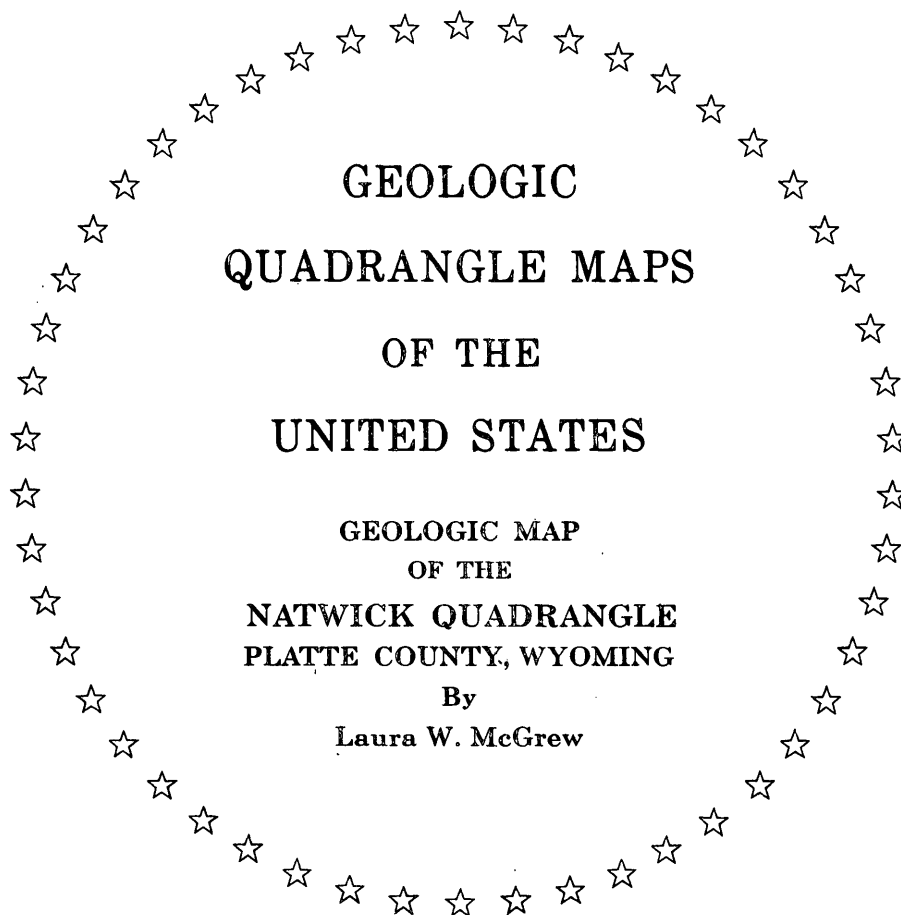 GEOLOGIC
QUADRANGLE MAPS
OF THE
UNITED STATES
GEOLOGIC MAP
OF THE
NATWICK QUADRANGLE
PLATTE COUNTY, WYOMING
By
Laura W. McGrew